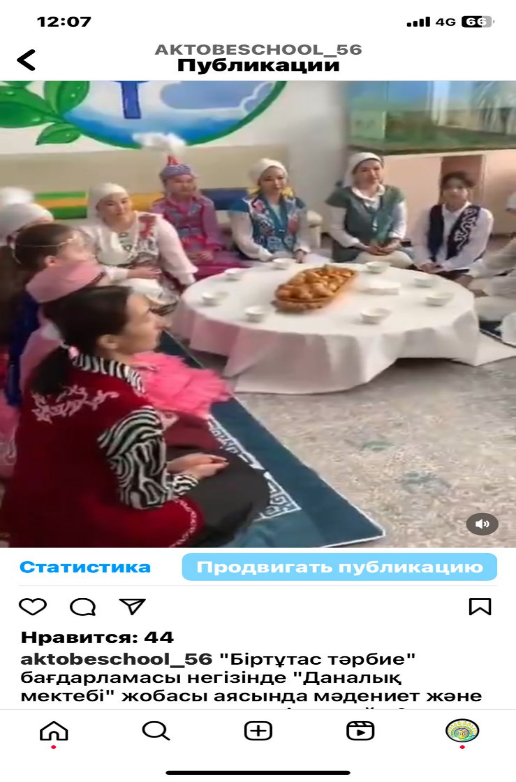 12:07
4G 66
AKTOBESCHOOL_56
Публикации
Статистика
Продвигать публикацию
Нравится: 44
aktobeschool_56 "Біртұтас тәрбие"
бағдарламасы негізінде "Даналық
мектебі" жобасы аясында мәдениет және